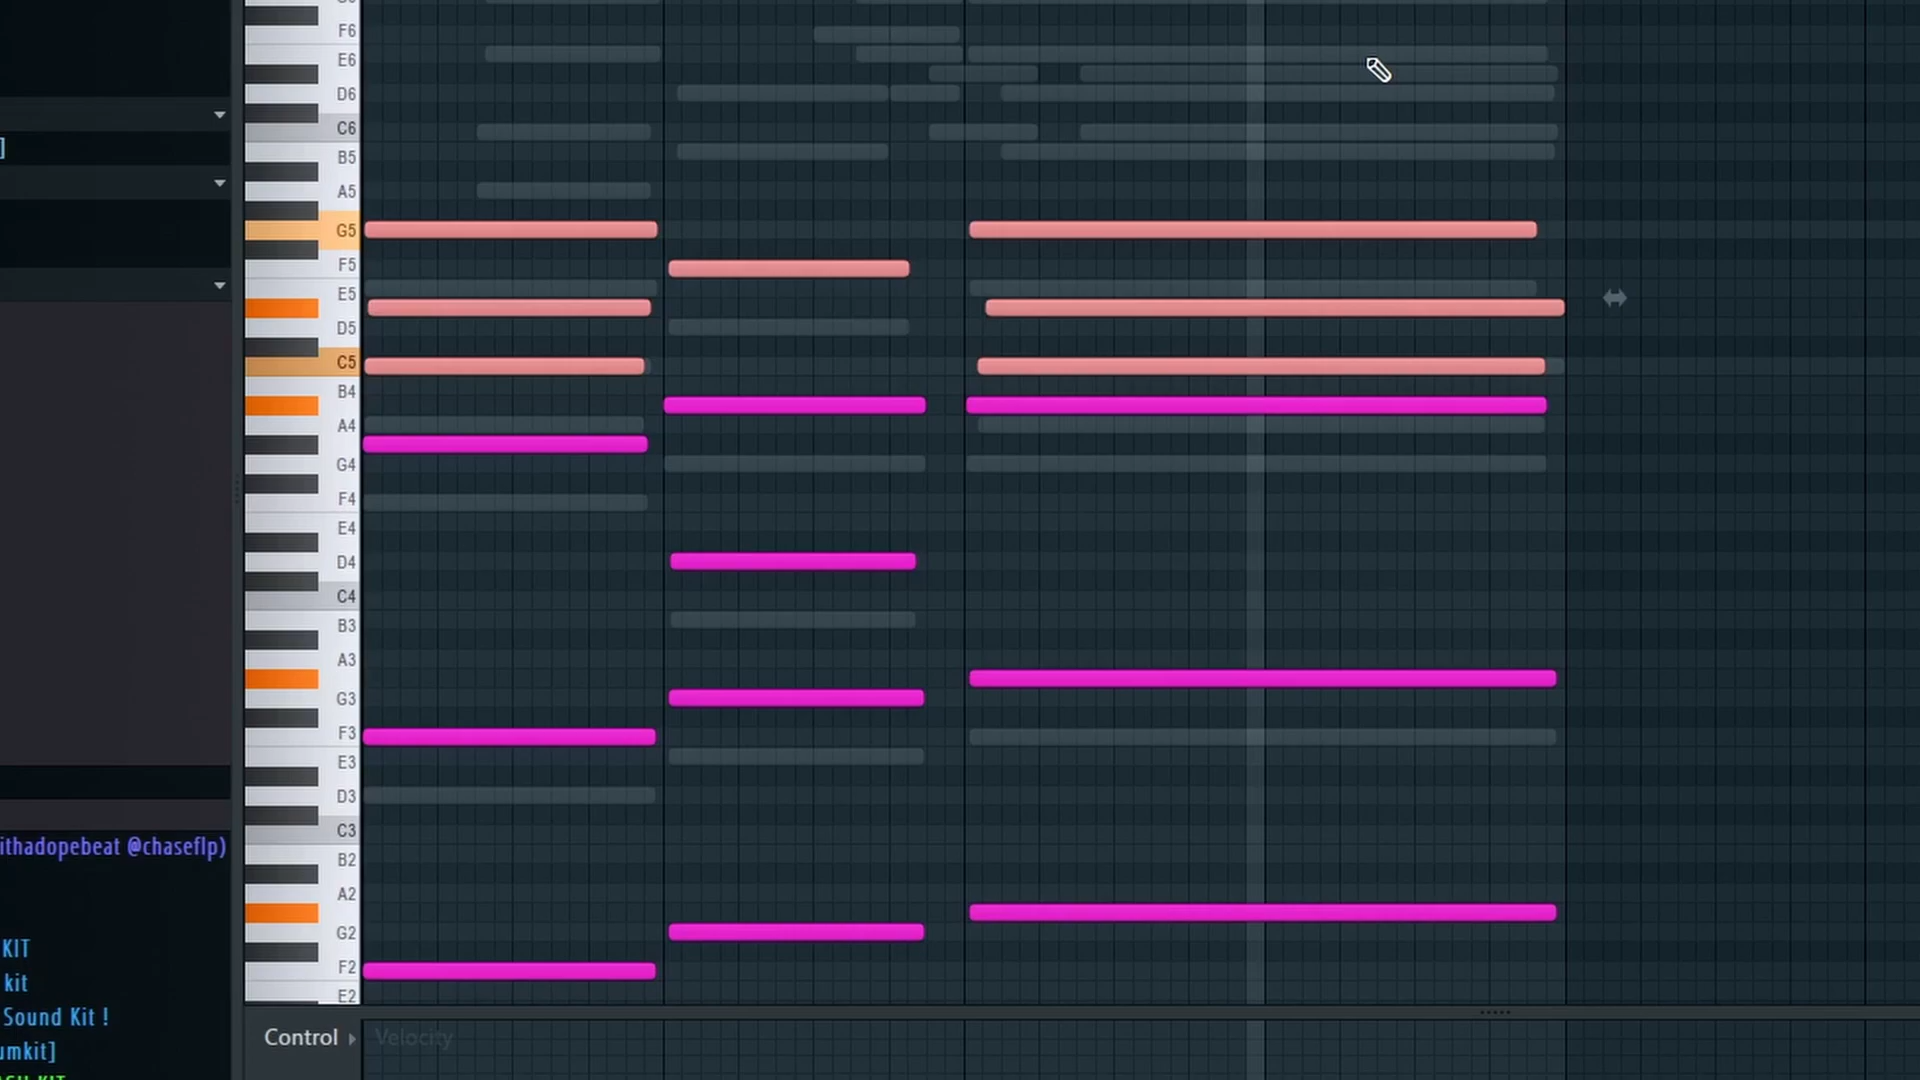 F6
E6
D6
C6
B5
A5
G5
F5
E5
D5
C5
B4
A4
G4
F4
E4
D4
C4
B3
A3
G3
F3
E3
D3
C3
B2
A2
G2
F2
E2
]
ithadopebeat @chaseflp)
KIT
kit
Sound Kit !
umkit]
Control
Velocity